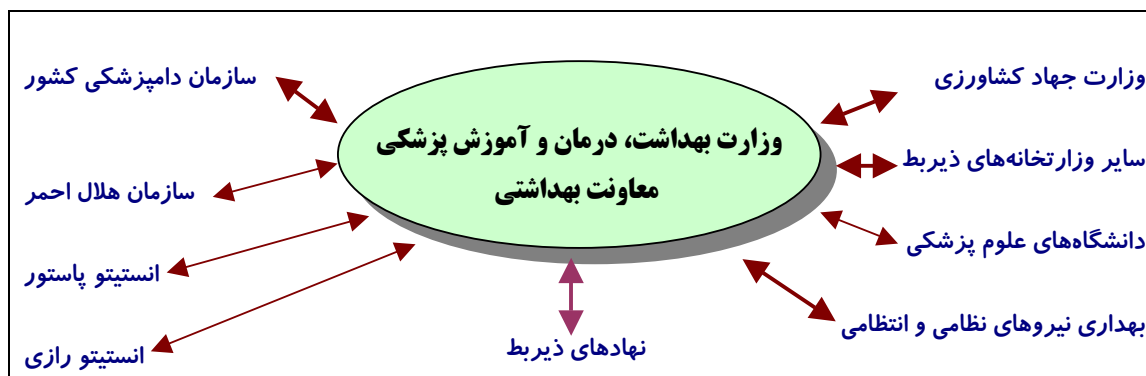 وزارت جهاد کشاورزی
سازمان دامپزشکی کشور
وزارت بهداشت، درمان و آموزش پزشکی
معاونت بهداشتی
سایر وزارتخانه‌های ذیربط
سازمان هلال احمر
دانشگاه‌های علوم پزشکی
انستیتو پاستور
بهداری نیروهای نظامی و انتظامی
نهادهای ذیربط
انستیتو رازی